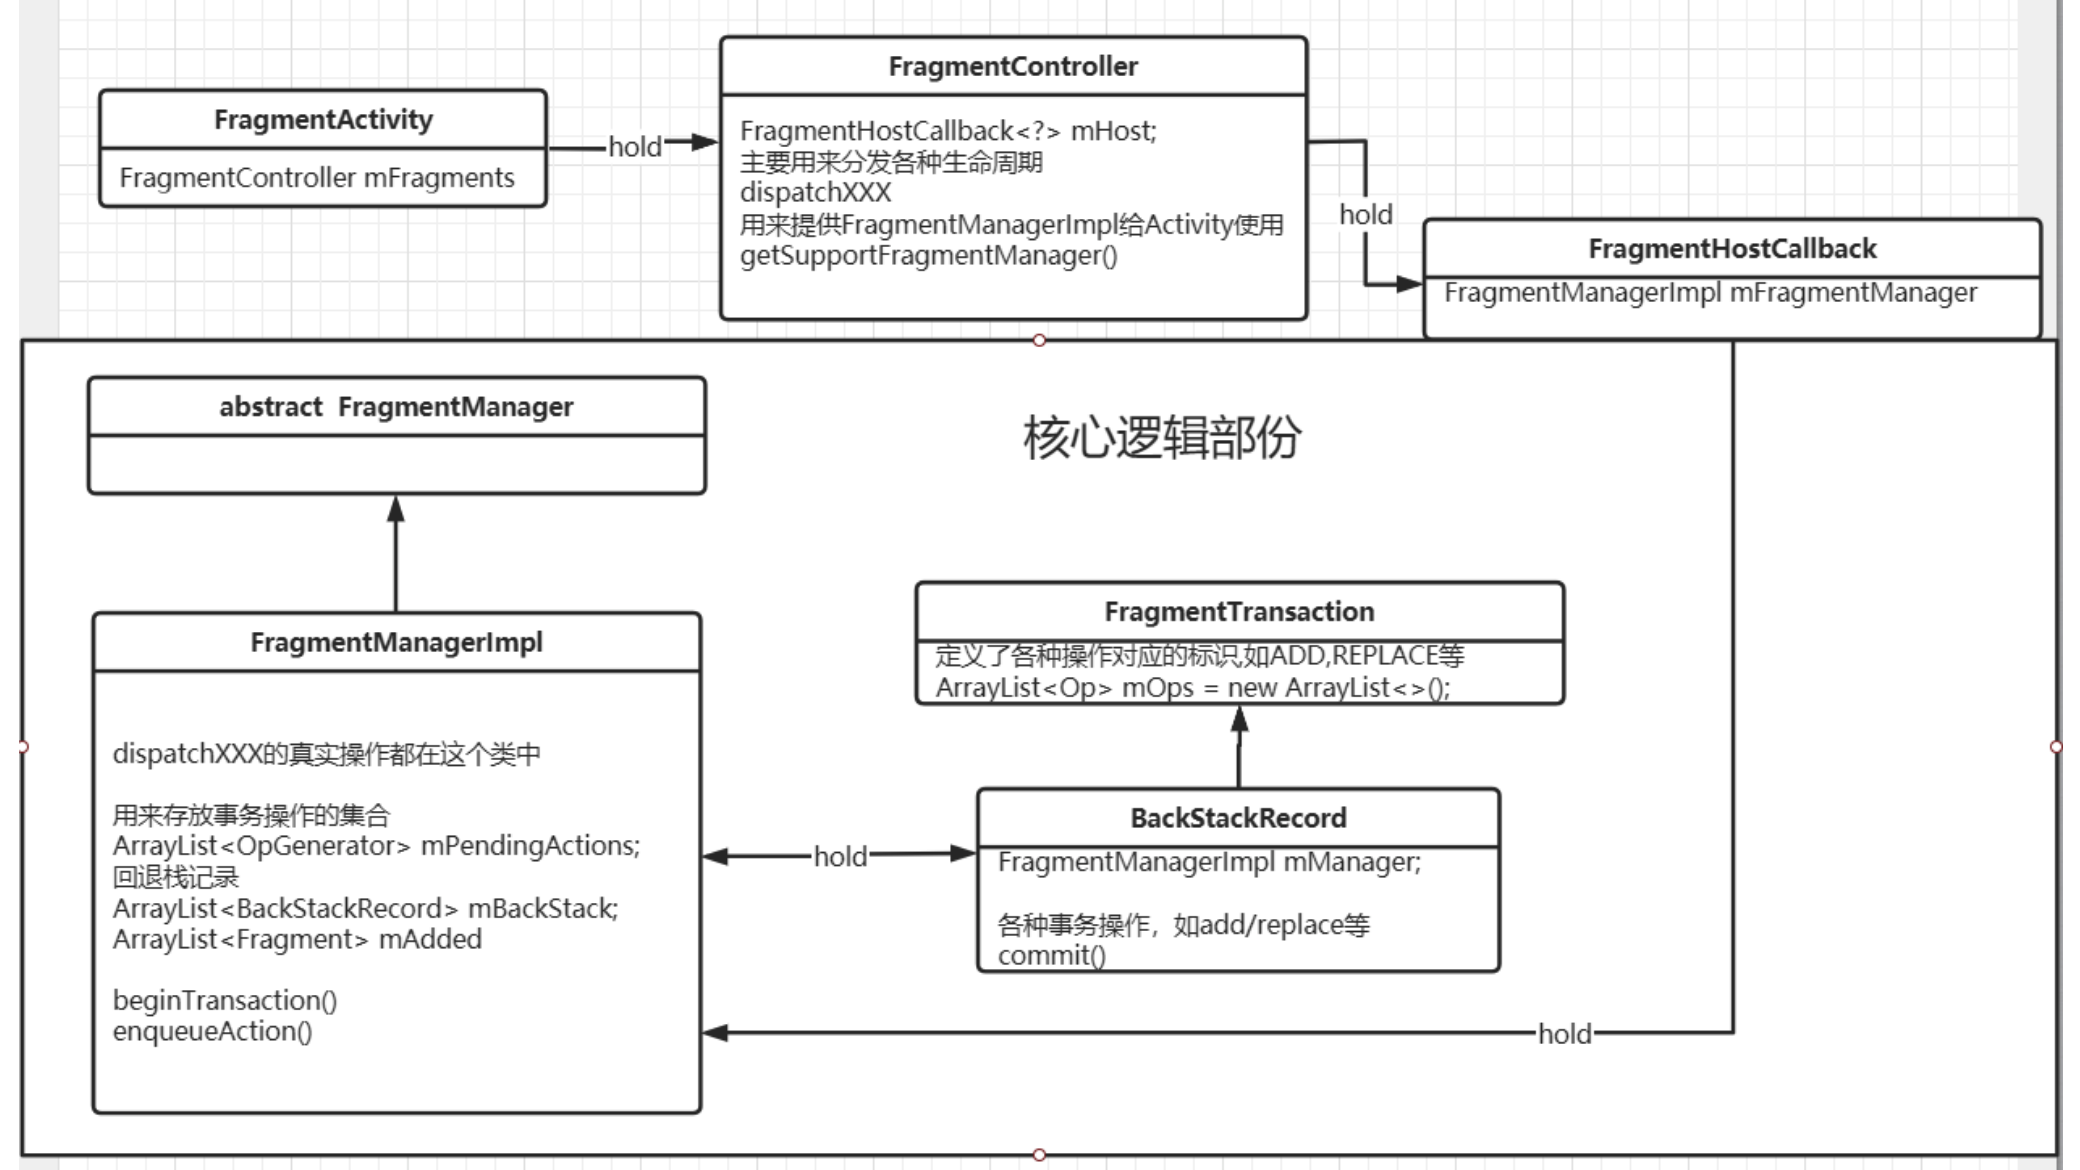 FragmentActivity
FragmentController mFragments
hold
FragmentController
FragmentHostCallback<?> mHost;
主要用来分发各种生命周期
dispatchXXX
用来提供FragmentManagerImpl给Activity使用
getSupportFragmentManager()
hold
FragmentHostCallback
FragmentManagerImpl mFragmentManager
核心逻辑部份
abstract FragmentManager
FragmentManagerImpl
dispatchXXX的真实操作都在这个类中
用来存放事务操作的集合
ArrayList<OpGenerator> mPendingActions;
回退栈记录
ArrayList<BackStackRecord> mBackStack;
ArrayList<Fragment> mAdded
beginTransaction()
enqueueAction()
hold
FragmentTransaction
定义了各种操作对应的标识,如ADD,REPLACE等
ArrayList<Op> mOps = new ArrayList<>();
BackStackRecord
FragmentManagerImpl mManager;
各种事务操作，如add/replace等
commit()
hold